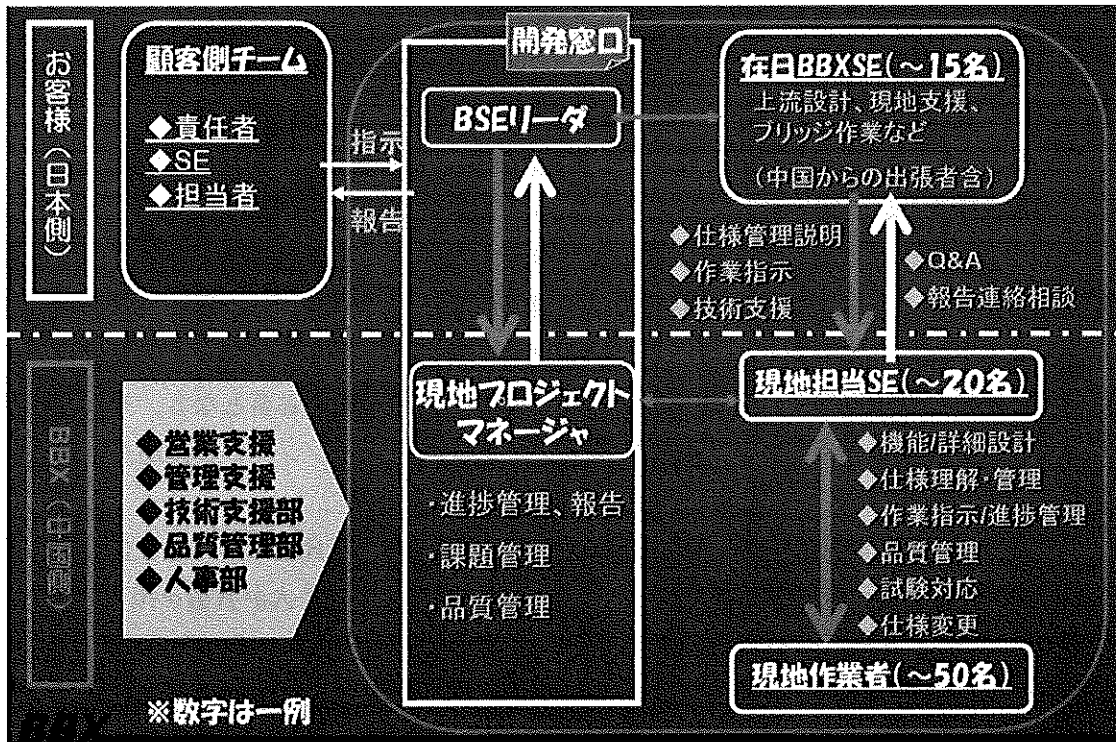 お客様(日本側)
顧客側チーム
◆責任者
◆SE
◆担当者
指示
報告
開発窓口
BSEリーダ
在日BBXSE(～15名)
上流設計、現地支援、
ブリッジ作業など
(中国からの出張者含)
◆仕様管理説明
◆作業指示
◆技術支援
◆Q&A
◆報告連絡相談
BBX(中国側)
◆営業支援
◆管理支援
◆技術支援部
◆品質管理部
◆人事部
現地プロジェクト
マネージャ
・進捗管理、報告
・課題管理
・品質管理
現地担当SE(～20名)
◆機能/詳細設計
◆仕様理解・管理
◆作業指示/進捗管理
◆品質管理
◆試験対応
◆仕様変更
現地作業者(～50名)
※数字は一例
BBX